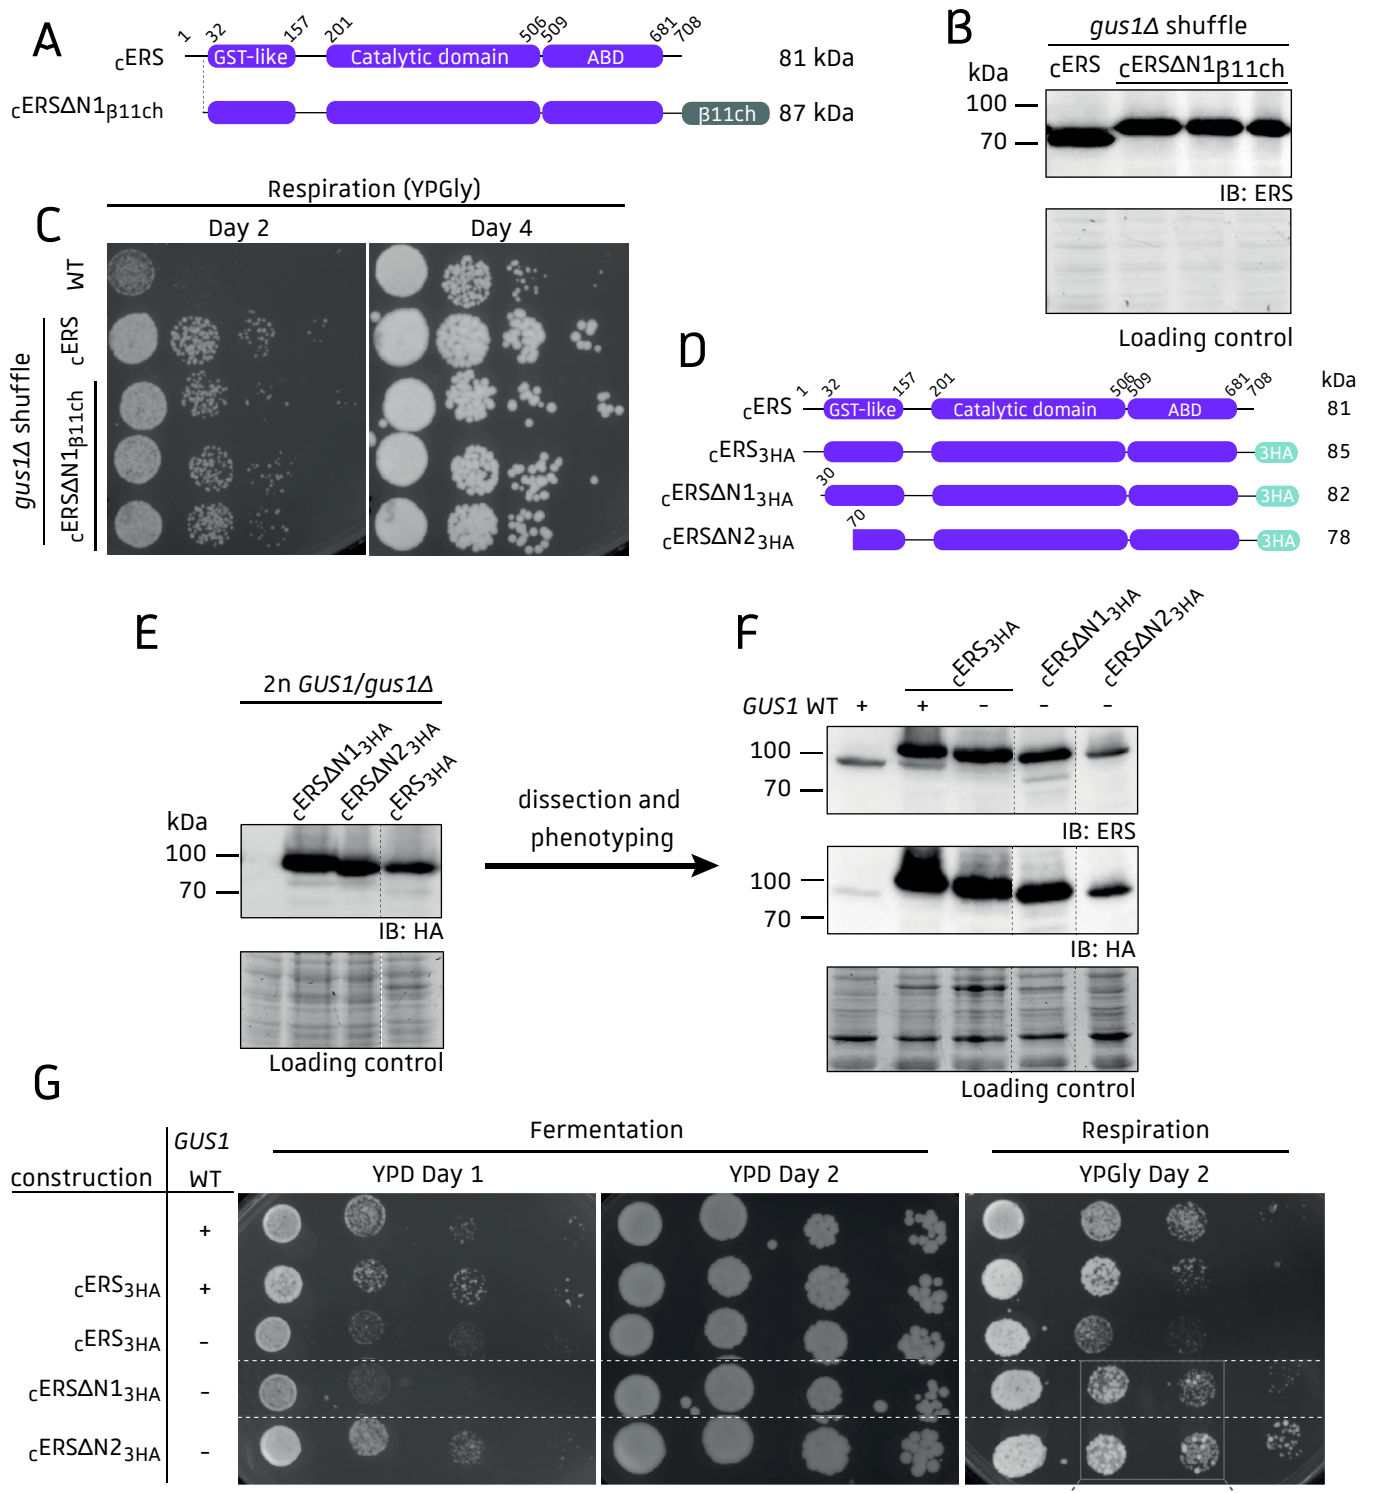 A
1 32 157 201 506 509 681 708
cERS GST-like Catalytic domain ABD 81 kDa
cERSΔN1β11ch β11ch 87 kDa
B
gus1Δ shuffle
kDa cERS cERSΔN1β11ch
100
70
IB: ERS
Loading control
C
Respiration (YPGly)
Day 2 Day 4
WT
gus1Δ shuffle
cERS
cERSΔN1β11ch
D
1 32 157 201 506 509 681 708 kDa
cERS GST-like Catalytic domain ABD 81
cERS3HA 3HA 85
30
cERSΔN13HA 3HA 82
70
cERSΔN23HA 3HA 78
E
2n GUS1/gus1Δ
cERSΔN13HA cERSΔN23HA cERS3HA
kDa
100
70
IB: HA
Loading control
dissection and
phenotyping
F
cERS3HA cERSΔN13HA cERSΔN23HA
GUS1 WT + + – – –
100
70
IB: ERS
100
70
IB: HA
Loading control
G
GUS1 Fermentation Respiration
construction WT YPD Day 1 YPD Day 2 YPGly Day 2
+
cERS3HA +
cERS3HA –
cERSΔN13HA –
cERSΔN23HA –